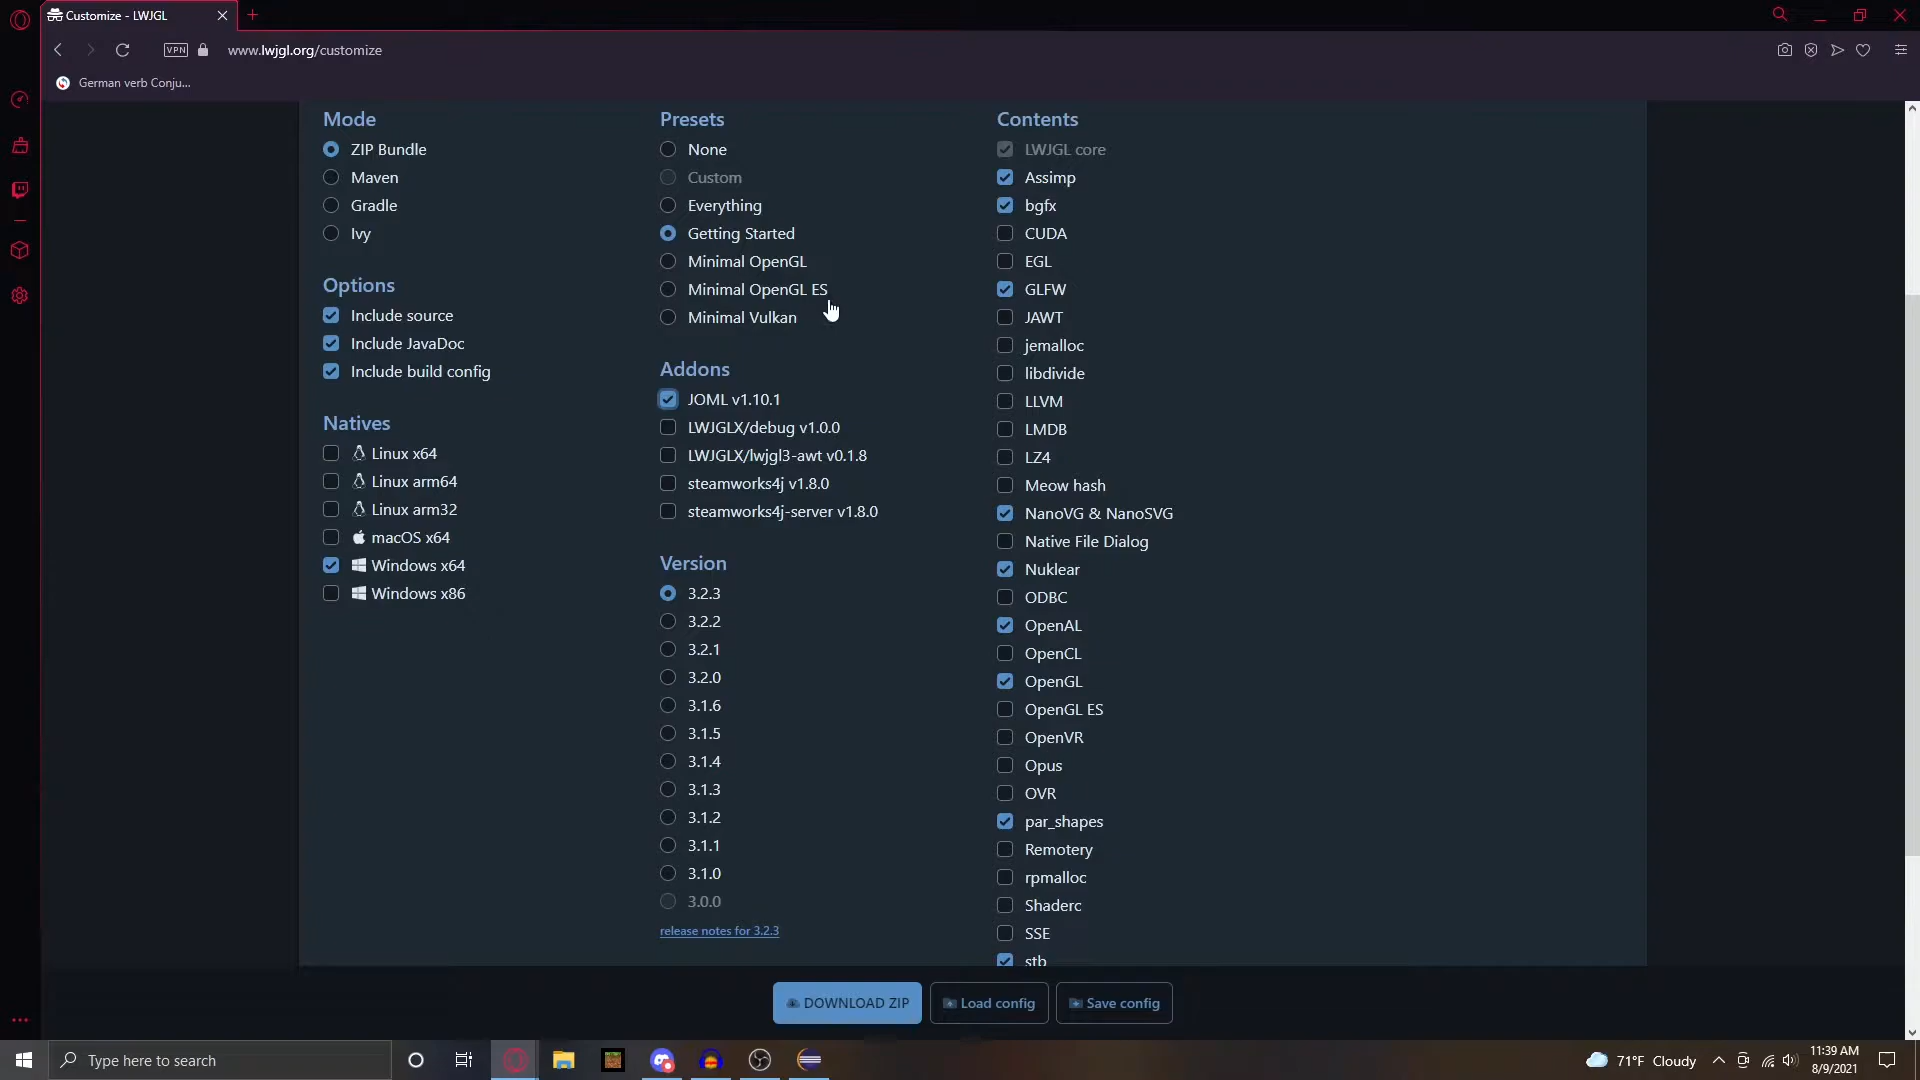 Customize - LWJGL
VPN
www.lwjgl.org/customize
German verb Conju...
Mode
ZIP Bundle
Maven
Gradle
Ivy
Options
Include source
Include JavaDoc
Include build config
Natives
Linux x64
Linux arm64
Linux arm32
macOS x64
Windows x64
Windows x86
Presets
None
Custom
Everything
Getting Started
Minimal OpenGL
Minimal OpenGL ES
Minimal Vulkan
Addons
JOML v1.10.1
LWJGLX/debug v1.0.0
LWJGLX/lwjgl3-awt v0.1.8
steamworks4j v1.8.0
steamworks4j-server v1.8.0
Version
3.2.3
3.2.2
3.2.1
3.2.0
3.1.6
3.1.5
3.1.4
3.1.3
3.1.2
3.1.1
3.1.0
3.0.0
release notes for 3.2.3
Contents
LWJGL core
Assimp
bgfx
CUDA
EGL
GLFW
JAWT
jemalloc
libdivide
LLVM
LMDB
LZ4
Meow hash
NanoVG & NanoSVG
Native File Dialog
Nuklear
ODBC
OpenAL
OpenCL
OpenGL
OpenGL ES
OpenVR
Opus
OVR
par_shapes
Remotery
rpmalloc
Shaderc
SSE
stb
DOWNLOAD ZIP
Load config
Save config
Type here to search
71°F Cloudy
11:39 AM
8/9/2021